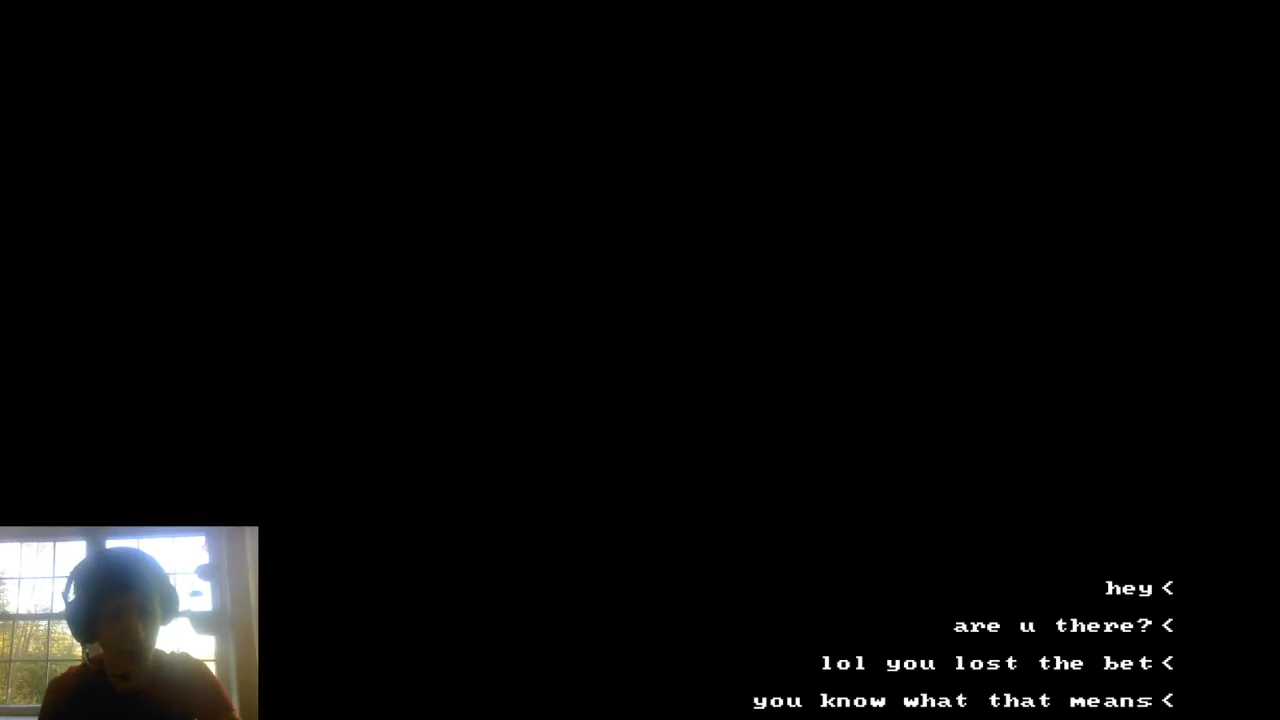 hey <
are u there? <
lol you lost the bet <
you know what that means <